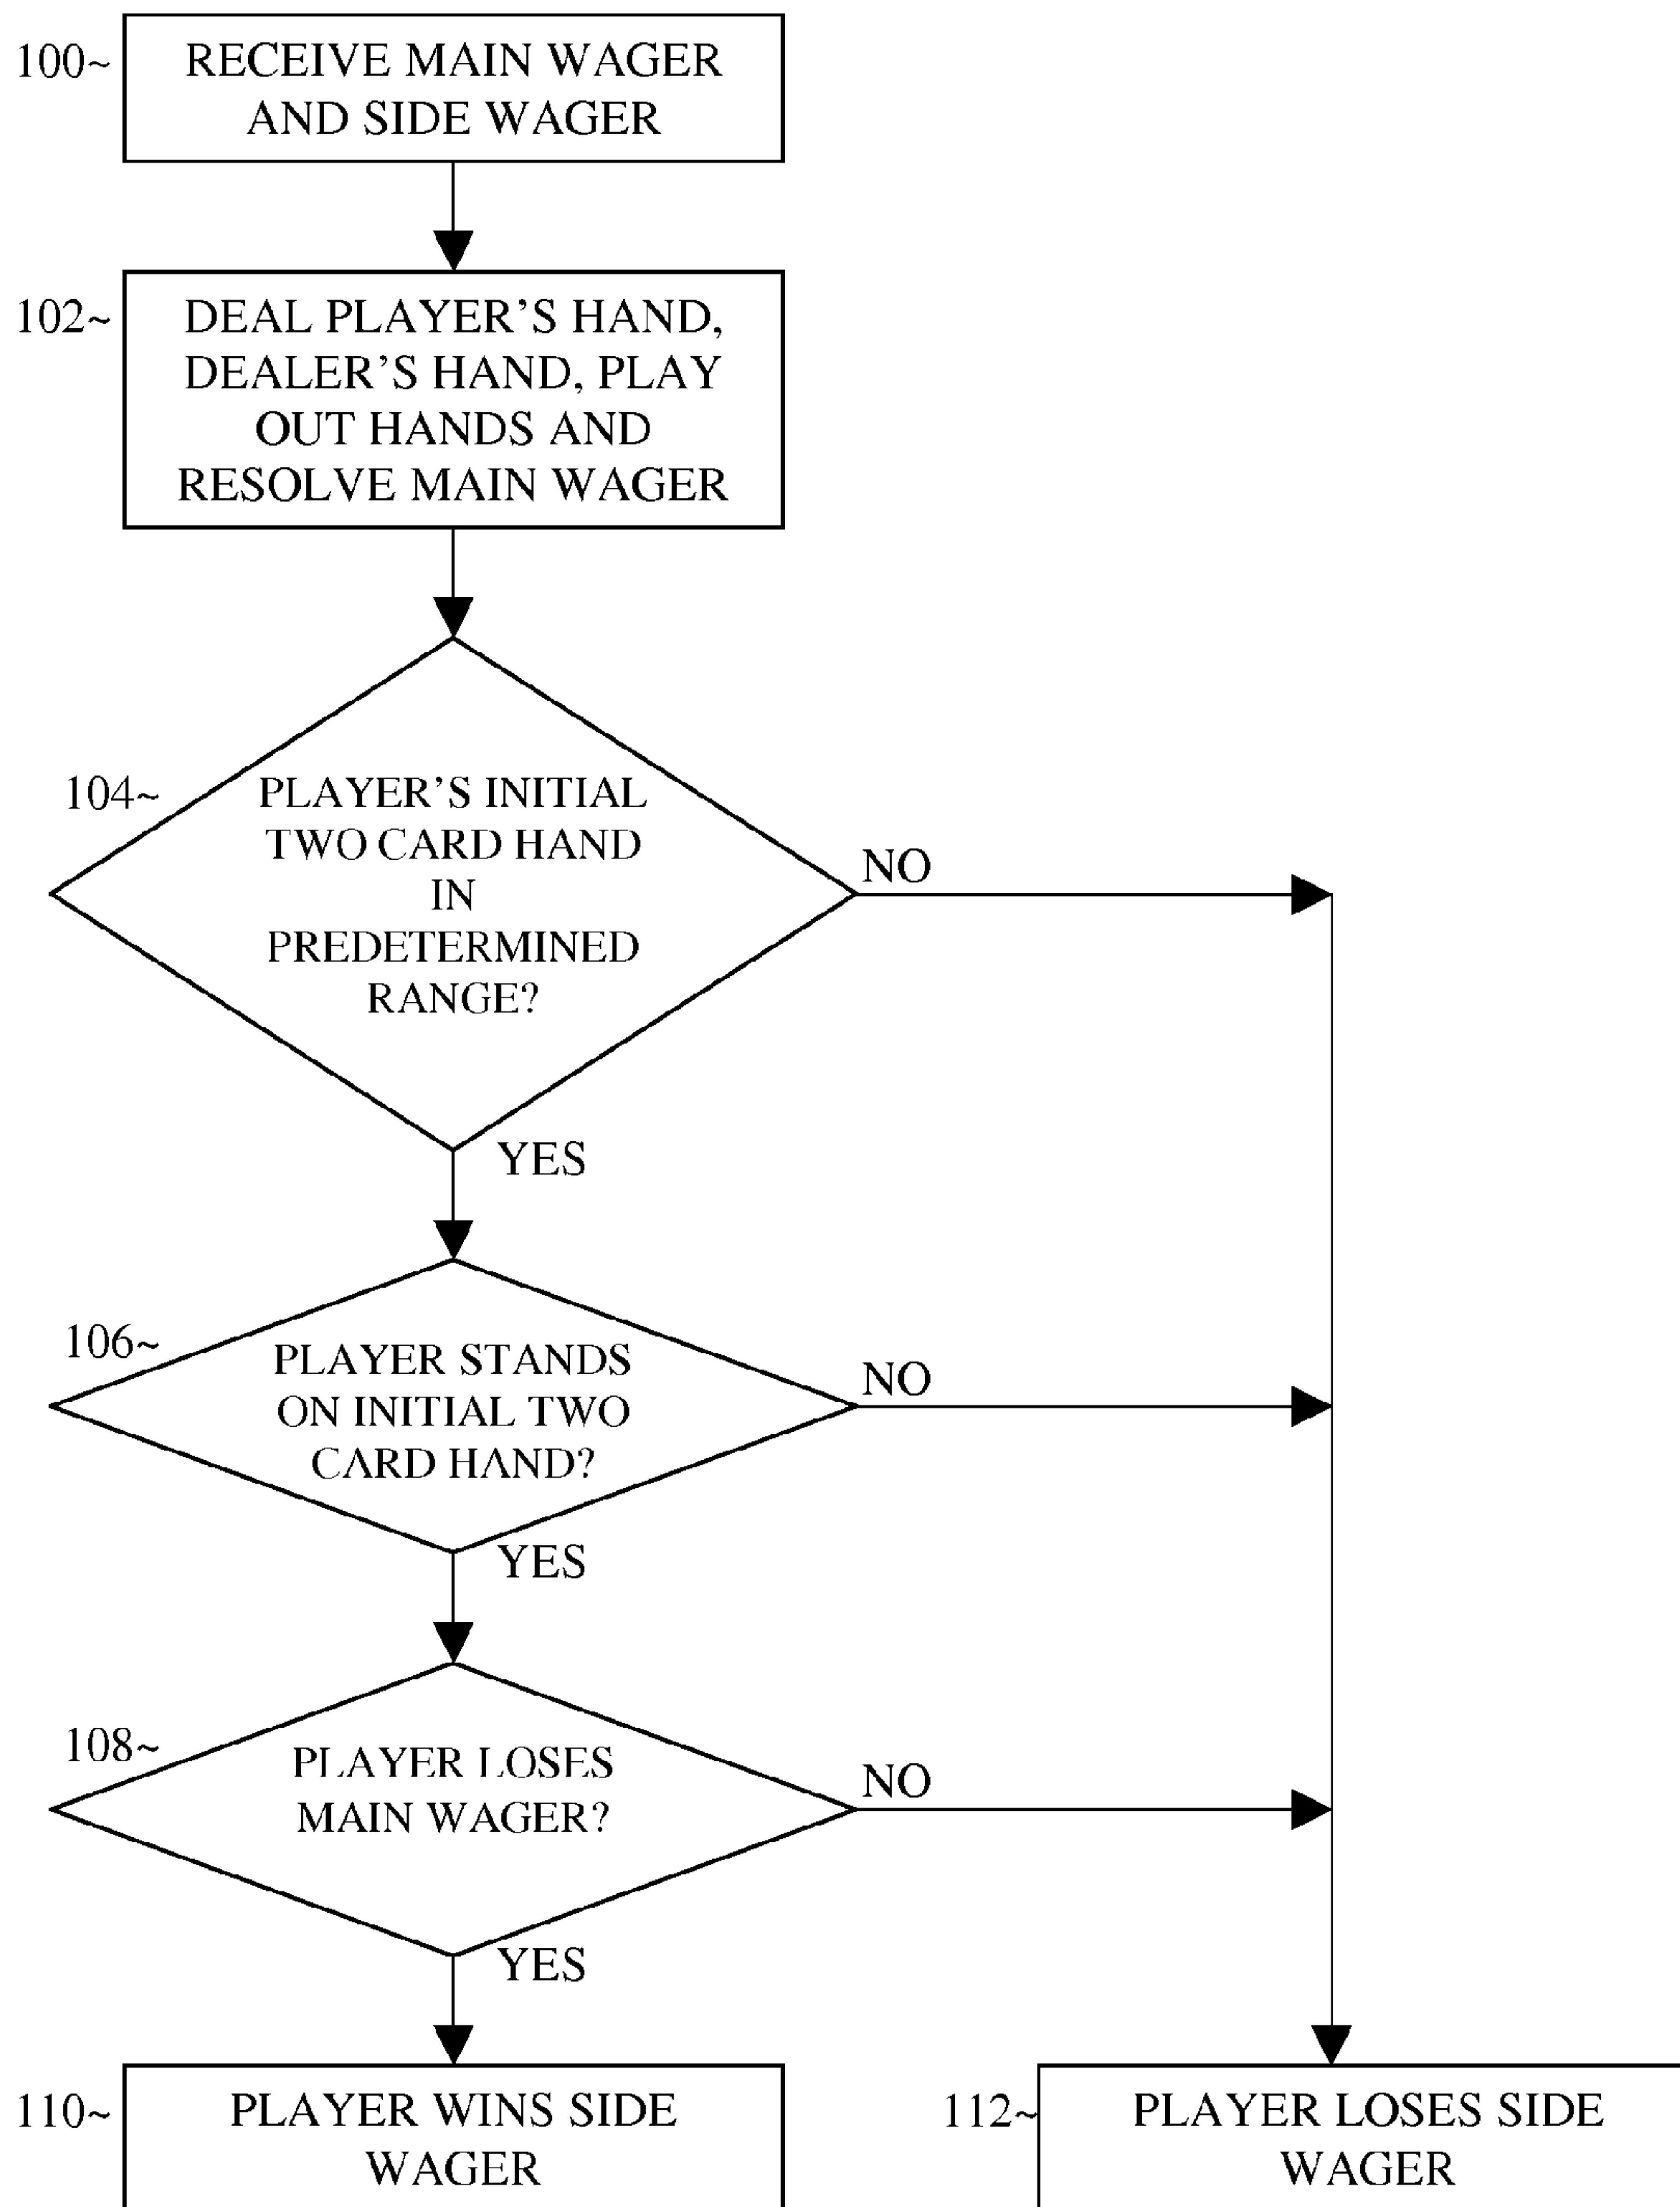 100~
RECEIVE MAIN WAGER
AND SIDE WAGER
102~
DEAL PLAYER'S HAND,
DEALER'S HAND, PLAY
OUT HANDS AND
RESOLVE MAIN WAGER
104~
PLAYER'S INITIAL
TWO CARD HAND
IN
PREDETERMINED
RANGE?
NO
YES
106~
PLAYER STANDS
ON INITIAL TWO
CARD HAND?
NO
YES
108~
PLAYER LOSES
MAIN WAGER?
NO
YES
110~
PLAYER WINS SIDE
WAGER
112~
PLAYER LOSES SIDE
WAGER